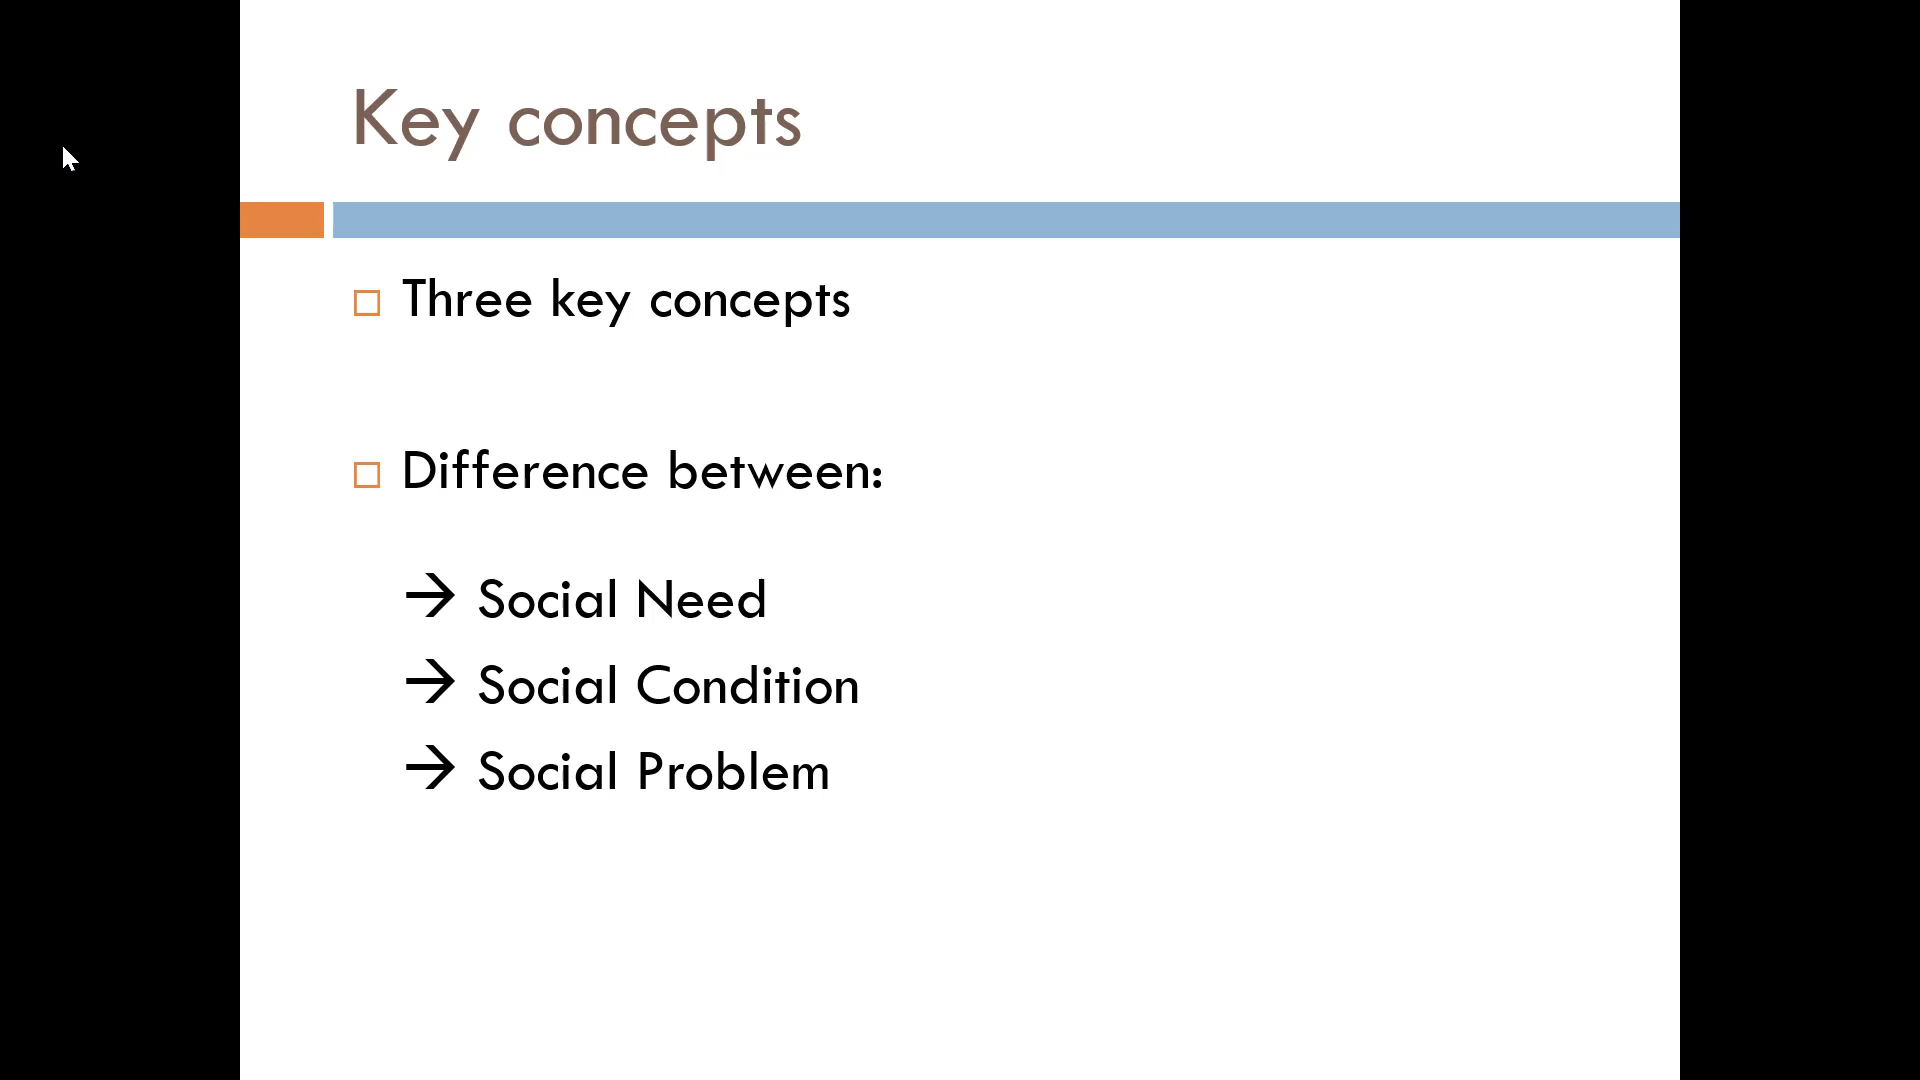 Key concepts
Three key concepts
Difference between:
→ Social Need
→ Social Condition
→ Social Problem